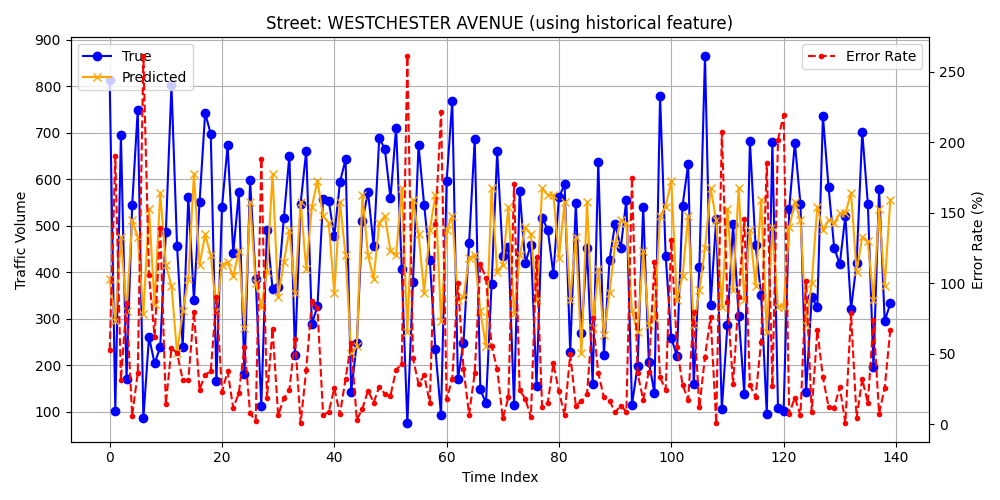 Street: WESTCHESTER AVENUE (using historical feature)
True
Predicted
Error Rate
Traffic Volume
900
800
700
600
500
400
300
200
100
250
200
150
100
50
0
Error Rate (%)
0 20 40 60 80 100 120 140
Time Index